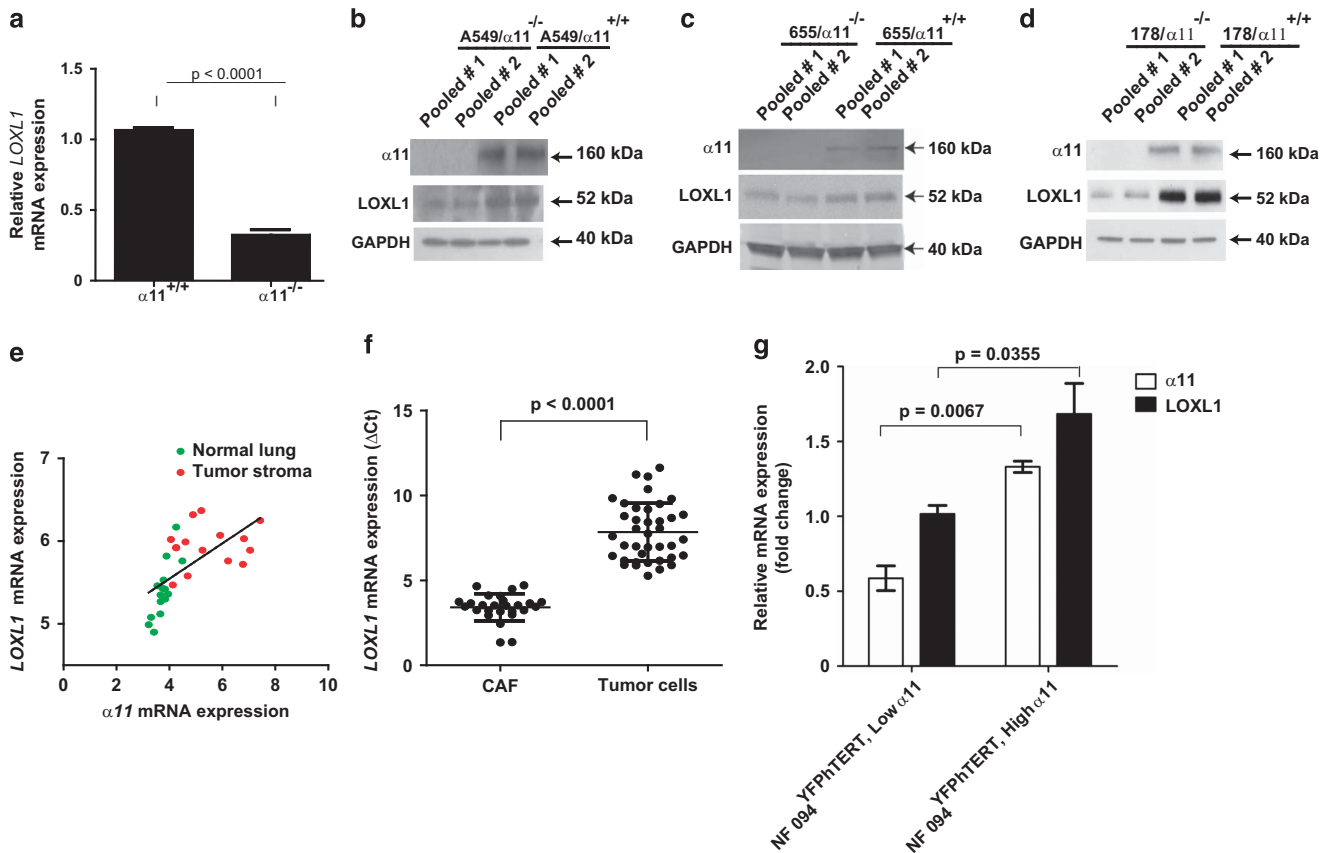 a
p < 0.0001
1.5
1.0
0.5
0
Relative LOXL1
mRNA expression
α11+/+
α11-/-
b
A549/α11-/-
A549/α11+/+
Pooled # 1
Pooled # 2
Pooled # 1
Pooled # 2
α11
160 kDa
LOXL1
52 kDa
GAPDH
40 kDa
c
655/α11-/-
655/α11+/+
Pooled # 1
Pooled # 2
Pooled # 1
Pooled # 2
α11
160 kDa
LOXL1
52 kDa
GAPDH
40 kDa
d
178/α11-/-
178/α11+/+
Pooled # 1
Pooled # 2
Pooled # 1
Pooled # 2
α11
160 kDa
LOXL1
52 kDa
GAPDH
40 kDa
e
Normal lung
Tumor stroma
7
6
5
LOXL1 mRNA expression
0
2
4
6
8
10
α11 mRNA expression
f
p < 0.0001
15
10
5
0
LOXL1 mRNA expression (ΔCt)
CAF
Tumor cells
g
p = 0.0355
p = 0.0067
α11
LOXL1
2.0
1.5
1.0
0.5
0
Relative mRNA expression
(fold change)
NF 094YFPhTERT, Low α11
NF 094YFPhTERT, High α11